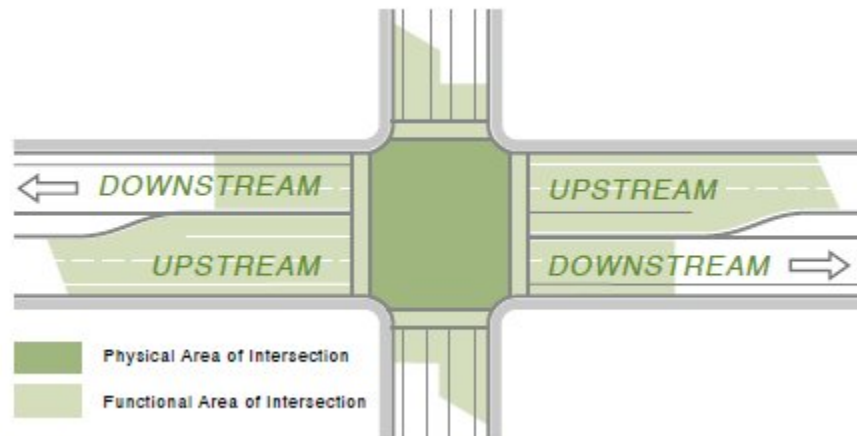 DOWNSTREAM
UPSTREAM
UPSTREAM
DOWNSTREAM
Physical Area of Intersection
Functional Area of Intersection